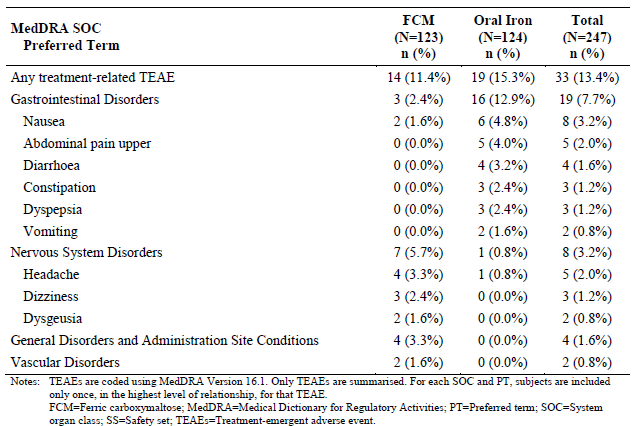 MedDRA SOC
Preferred Term
FCM
(N=123)
n (%)
Oral Iron
(N=124)
n (%)
Total
(N=247)
n (%)
Any treatment-related TEAE 14 (11.4%) 19 (15.3%) 33 (13.4%)
Gastrointestinal Disorders 3 (2.4%) 16 (12.9%) 19 (7.7%)
Nausea 2 (1.6%) 6 (4.8%) 8 (3.2%)
Abdominal pain upper 0 (0.0%) 5 (4.0%) 5 (2.0%)
Diarrhoea 0 (0.0%) 4 (3.2%) 4 (1.6%)
Constipation 0 (0.0%) 3 (2.4%) 3 (1.2%)
Dyspepsia 0 (0.0%) 3 (2.4%) 3 (1.2%)
Vomiting 0 (0.0%) 2 (1.6%) 2 (0.8%)
Nervous System Disorders 7 (5.7%) 1 (0.8%) 8 (3.2%)
Headache 4 (3.3%) 1 (0.8%) 5 (2.0%)
Dizziness 3 (2.4%) 0 (0.0%) 3 (1.2%)
Dysgeusia 2 (1.6%) 0 (0.0%) 2 (0.8%)
General Disorders and Administration Site Conditions 4 (3.3%) 0 (0.0%) 4 (1.6%)
Vascular Disorders 2 (1.6%) 0 (0.0%) 2 (0.8%)
Notes: TEAEs are coded using MedDRA Version 16.1. Only TEAEs are summarised. For each SOC and PT, subjects are included
only once, in the highest level of relationship, for that TEAE.
FCM=Ferric carboxymaltose; MedDRA=Medical Dictionary for Regulatory Activities; PT=Preferred term; SOC=System
organ class; SS=Safety set; TEAEs=Treatment-emergent adverse event.